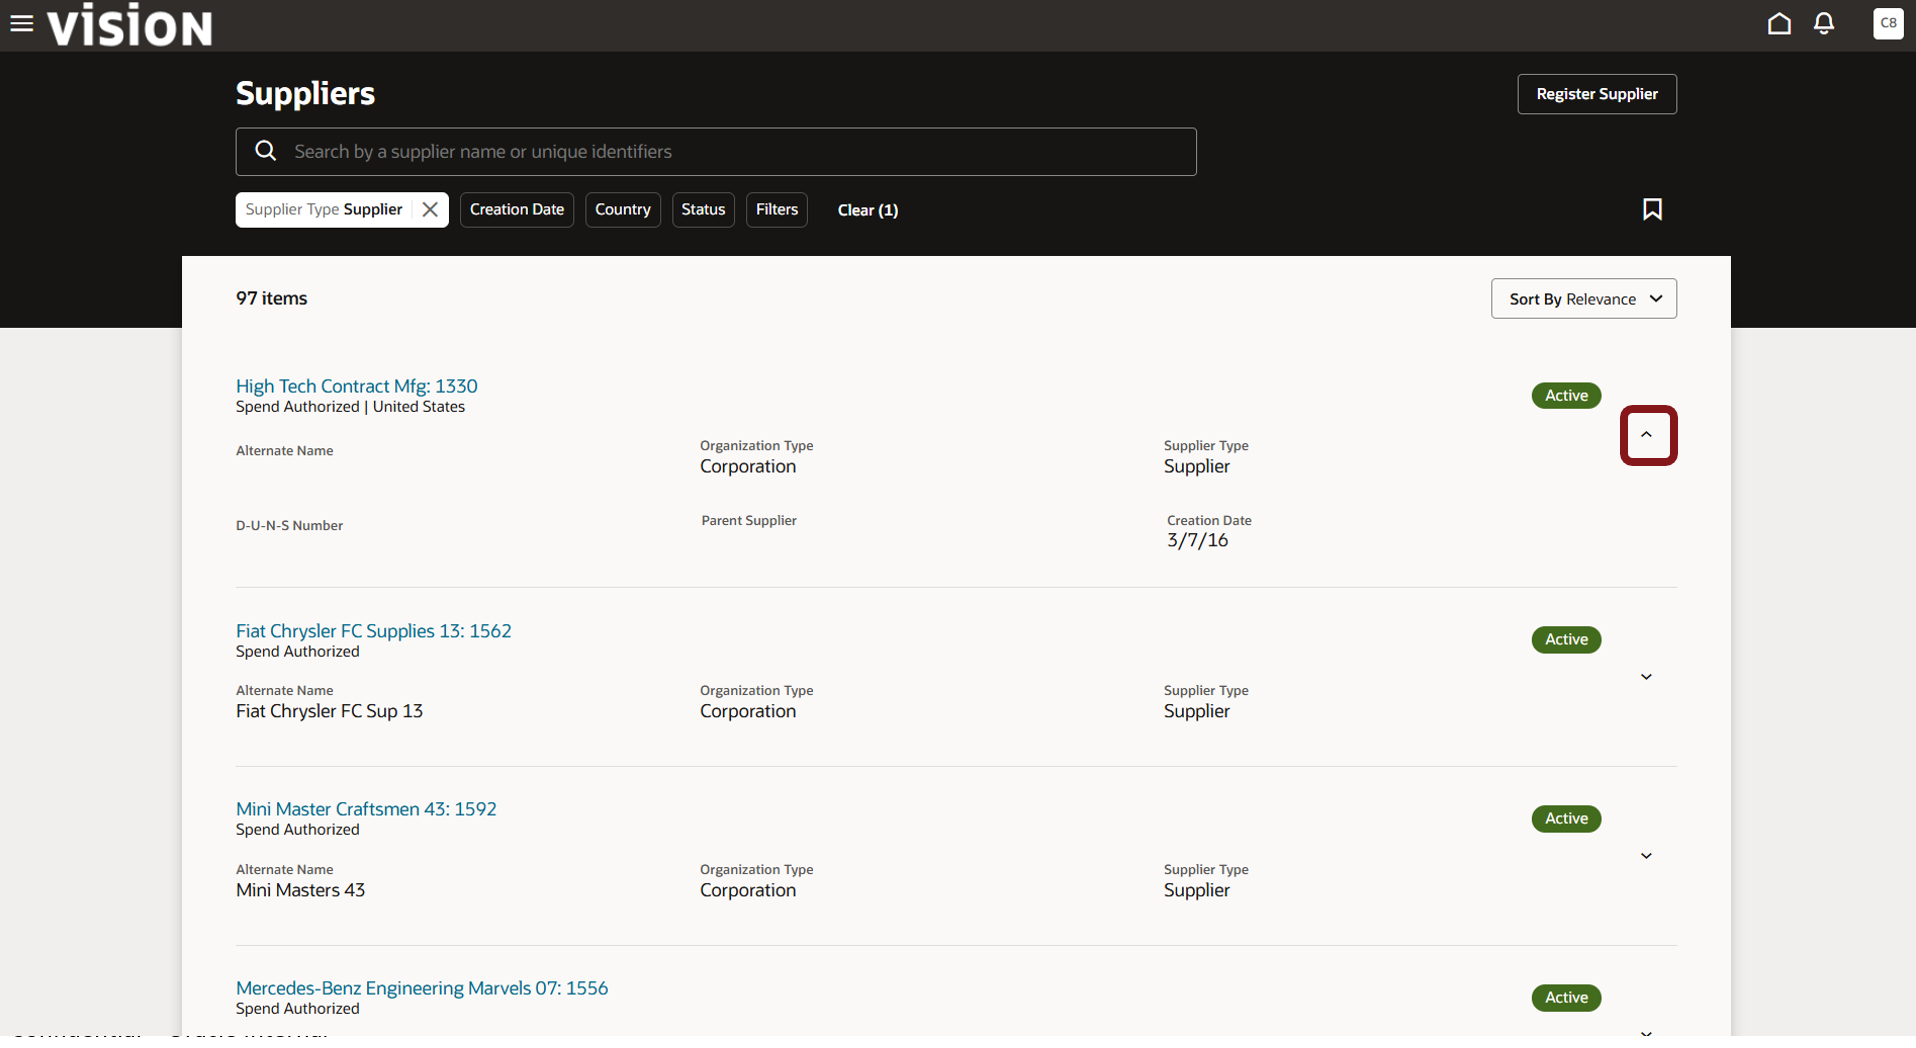 vision
C8
Suppliers
Register Supplier
Search by a supplier name or unique identifiers
Supplier Type Supplier
Creation Date
Country
Status
Filters
Clear (1)
97 items
Sort By Relevance
High Tech Contract Mfg: 1330
Spend Authorized | United States
Active
Alternate Name
Organization Type
Corporation
Supplier Type
Supplier
D-U-N-S Number
Parent Supplier
Creation Date
3/7/16
Fiat Chrysler FC Supplies 13: 1562
Spend Authorized
Active
Alternate Name
Fiat Chrysler FC Sup 13
Organization Type
Corporation
Supplier Type
Supplier
Mini Master Craftsmen 43: 1592
Spend Authorized
Active
Alternate Name
Mini Masters 43
Organization Type
Corporation
Supplier Type
Supplier
Mercedes-Benz Engineering Marvels 07: 1556
Spend Authorized
Active